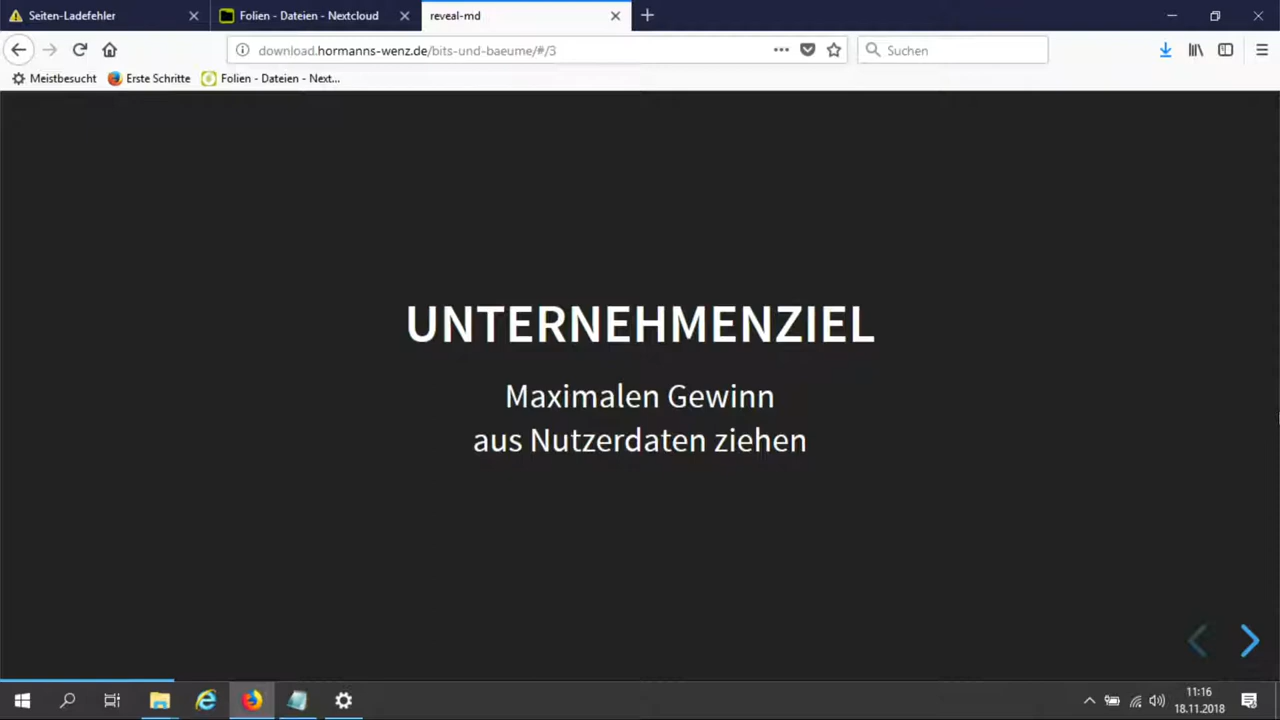 Seiten-Ladefehler
Folien - Dateien - Nextcloud
reveal-md
download.hormanns-wenz.de/bits-und-baeume/#/3
Suchen
Meistbesucht
Erste Schritte
Folien - Dateien - Next...
UNTERNEHMENZIEL
Maximalen Gewinn
aus Nutzerdaten ziehen
11:16
18.11.2018